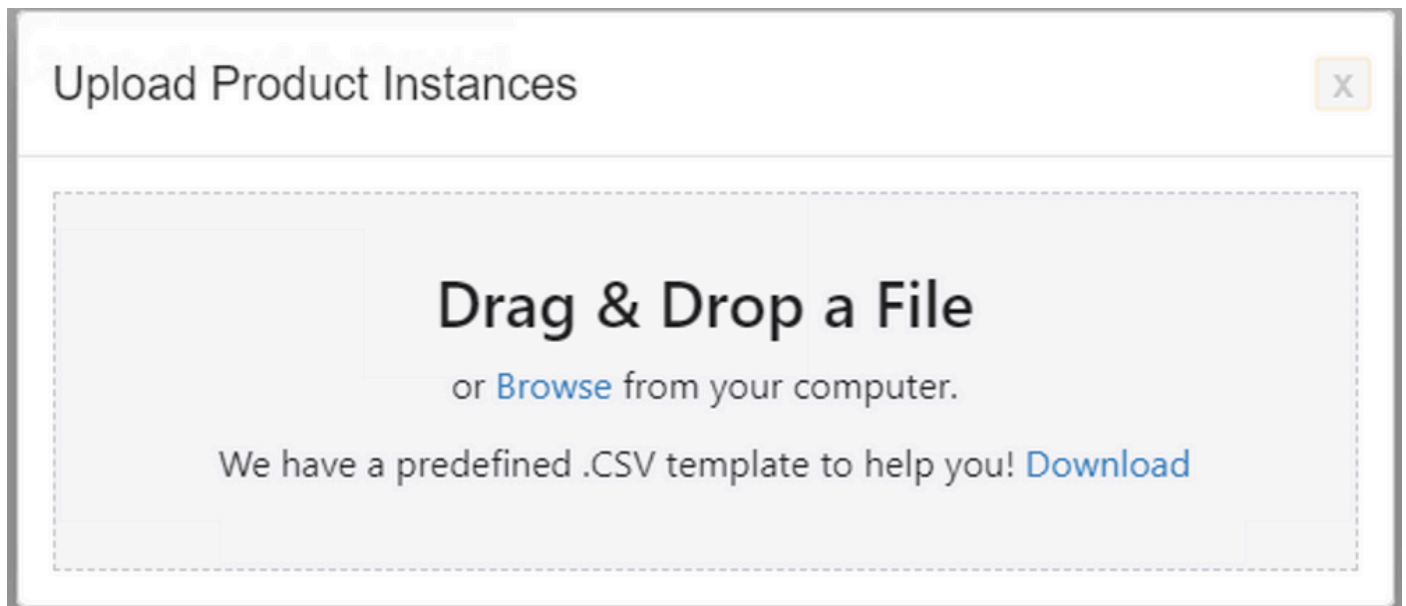 Upload Product Instances
X
Drag & Drop a File
or Browse from your computer.
We have a predefined .CSV template to help you! Download